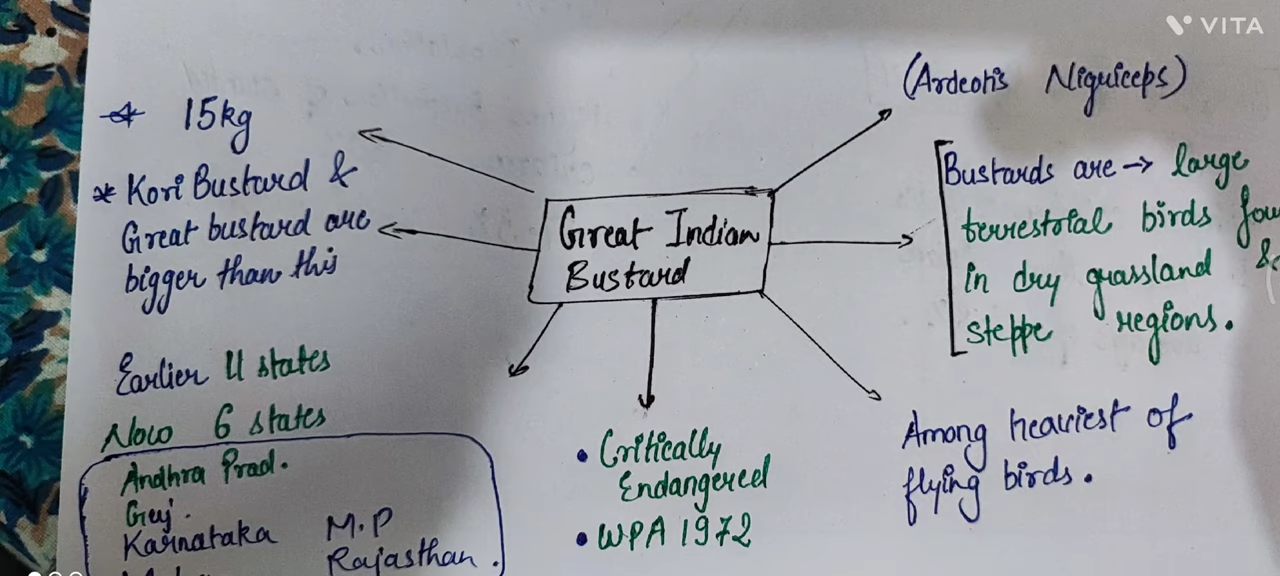 VITA
(Ardeotis Niguiceps)
* 15kg
* Kori Bustard &
Great bustard are
bigger than this
Great Indian
Bustard
Bustards are → large
terrestrial birds
in dry grassland &
steppe regions.
Earlier 11 states
Now 6 states
Andhra Prad.
Guj.
Karnataka M.P
Rajasthan.
• Critically
Endangered
• WPA 1972
Among heaviest of
flying birds.